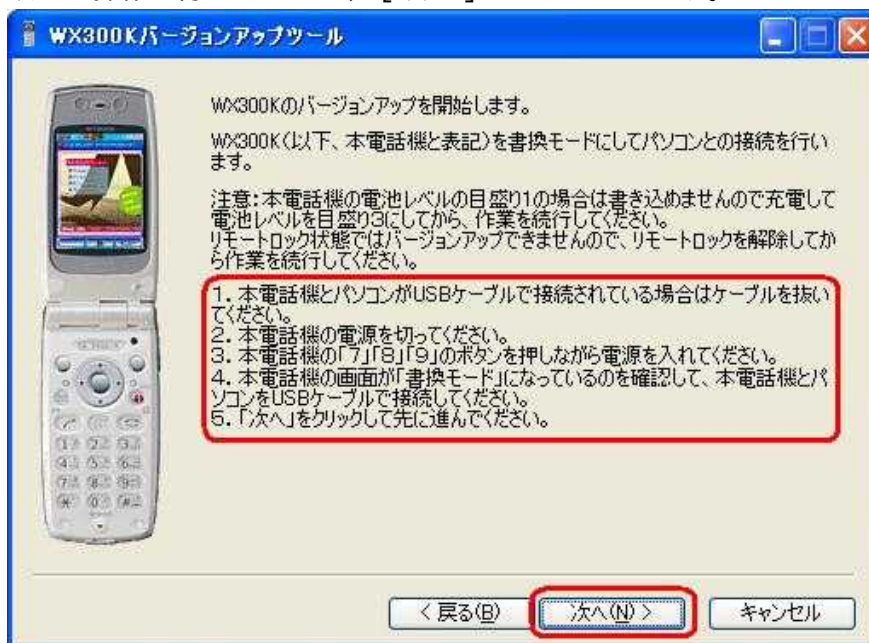 WX300Kバージョンアップツール
WX300Kのバージョンアップを開始します。
WX300K(以下、本電話機と表記)を書換モードにしてパソコンとの接続を行い
ます。
注意:本電話機の電池レベルの目盛り1の場合は書き込めませんので充電して
電池レベルを目盛り3にしてから、作業を続行してください。
リモートロック状態ではバージョンアップできませんので、リモートロックを解除してか
ら作業を続行してください。
1. 本電話機とパソコンがUSBケーブルで接続されている場合はケーブルを抜い
てください。
2. 本電話機の電源を切ってください。
3. 本電話機の「7」「8」「9」のボタンを押しながら電源を入れてください。
4. 本電話機の画面が「書換モード」になっているのを確認して、本電話機とパ
ソコンをUSBケーブルで接続してください。
5. 「次へ」をクリックして先に進んでください。
< 戻る(B)
次へ(N) >
キャンセル